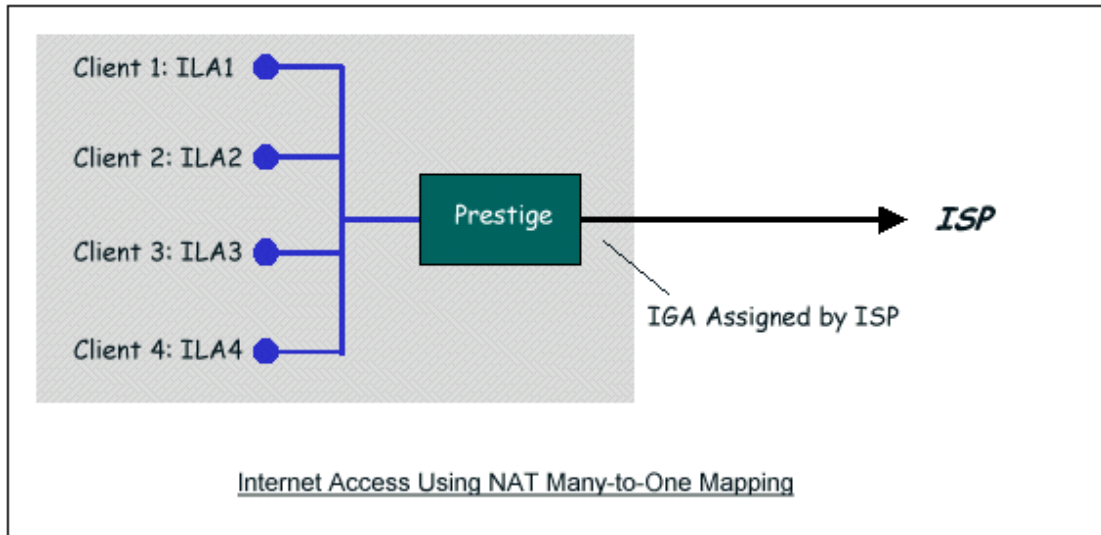 Client 1: ILA1
Client 2: ILA2
Client 3: ILA3
Client 4: ILA4
Prestige
ISP
IGA Assigned by ISP
Internet Access Using NAT Many-to-One Mapping